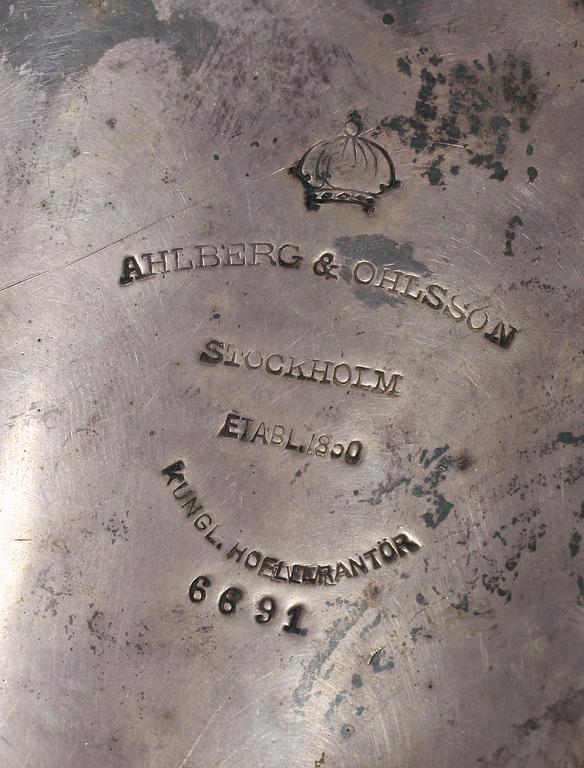 AHLBERG & OHLSSON
STOCKHOLM
ETABL. 1850
KUNGL. HOFLEVERANTÖR
6691